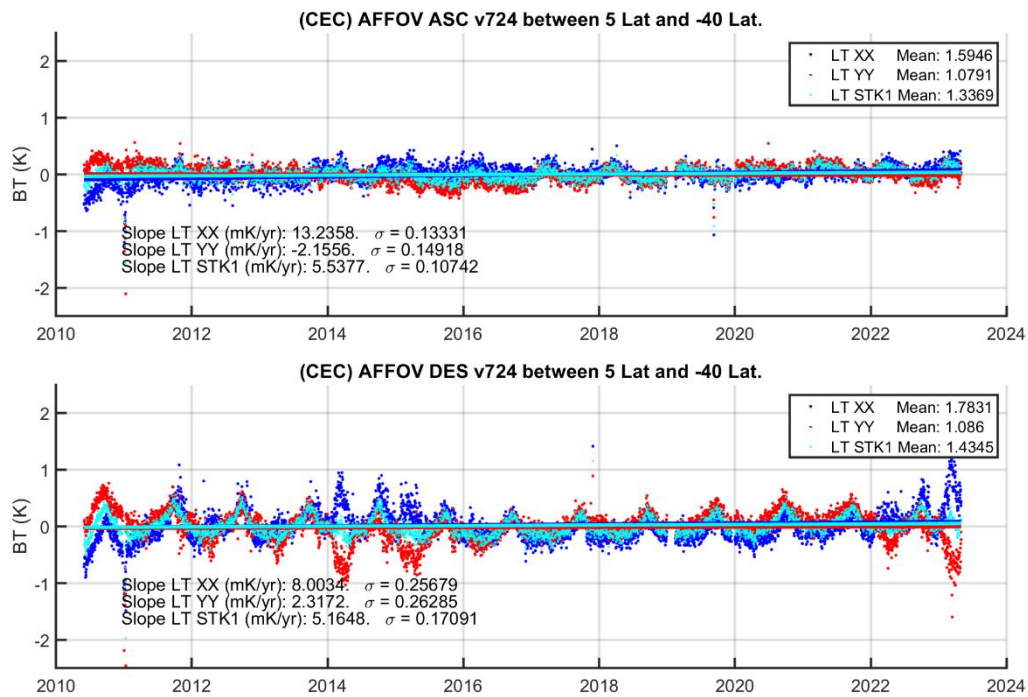 (CEC) AFFOV ASC v724 between 5 Lat and -40 Lat.
LT XX Mean: 1.5946
LT YY Mean: 1.0791
LT STK1 Mean: 1.3369
2
1
0
-1
-2
BT (K)
Slope LT XX (mK/yr): 13.2358. σ = 0.13331
Slope LT YY (mK/yr): -2.1556. σ = 0.14918
Slope LT STK1 (mK/yr): 5.5377. σ = 0.10742
2010 2012 2014 2016 2018 2020 2022 2024
(CEC) AFFOV DES v724 between 5 Lat and -40 Lat.
LT XX Mean: 1.7831
LT YY Mean: 1.086
LT STK1 Mean: 1.4345
2
1
0
-1
-2
BT (K)
Slope LT XX (mK/yr): 8.0034. σ = 0.25679
Slope LT YY (mK/yr): 2.3172. σ = 0.26285
Slope LT STK1 (mK/yr): 5.1648. σ = 0.17091
2010 2012 2014 2016 2018 2020 2022 2024